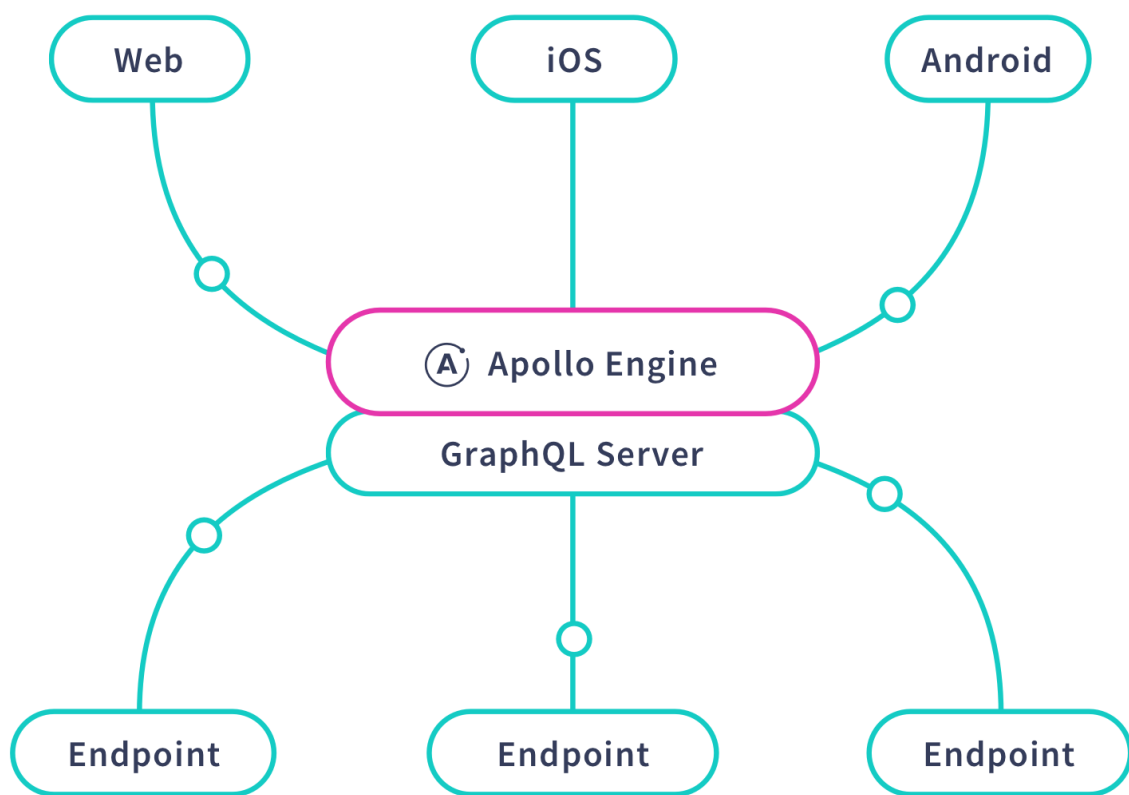 Web
iOS
Android
A Apollo Engine
GraphQL Server
Endpoint
Endpoint
Endpoint